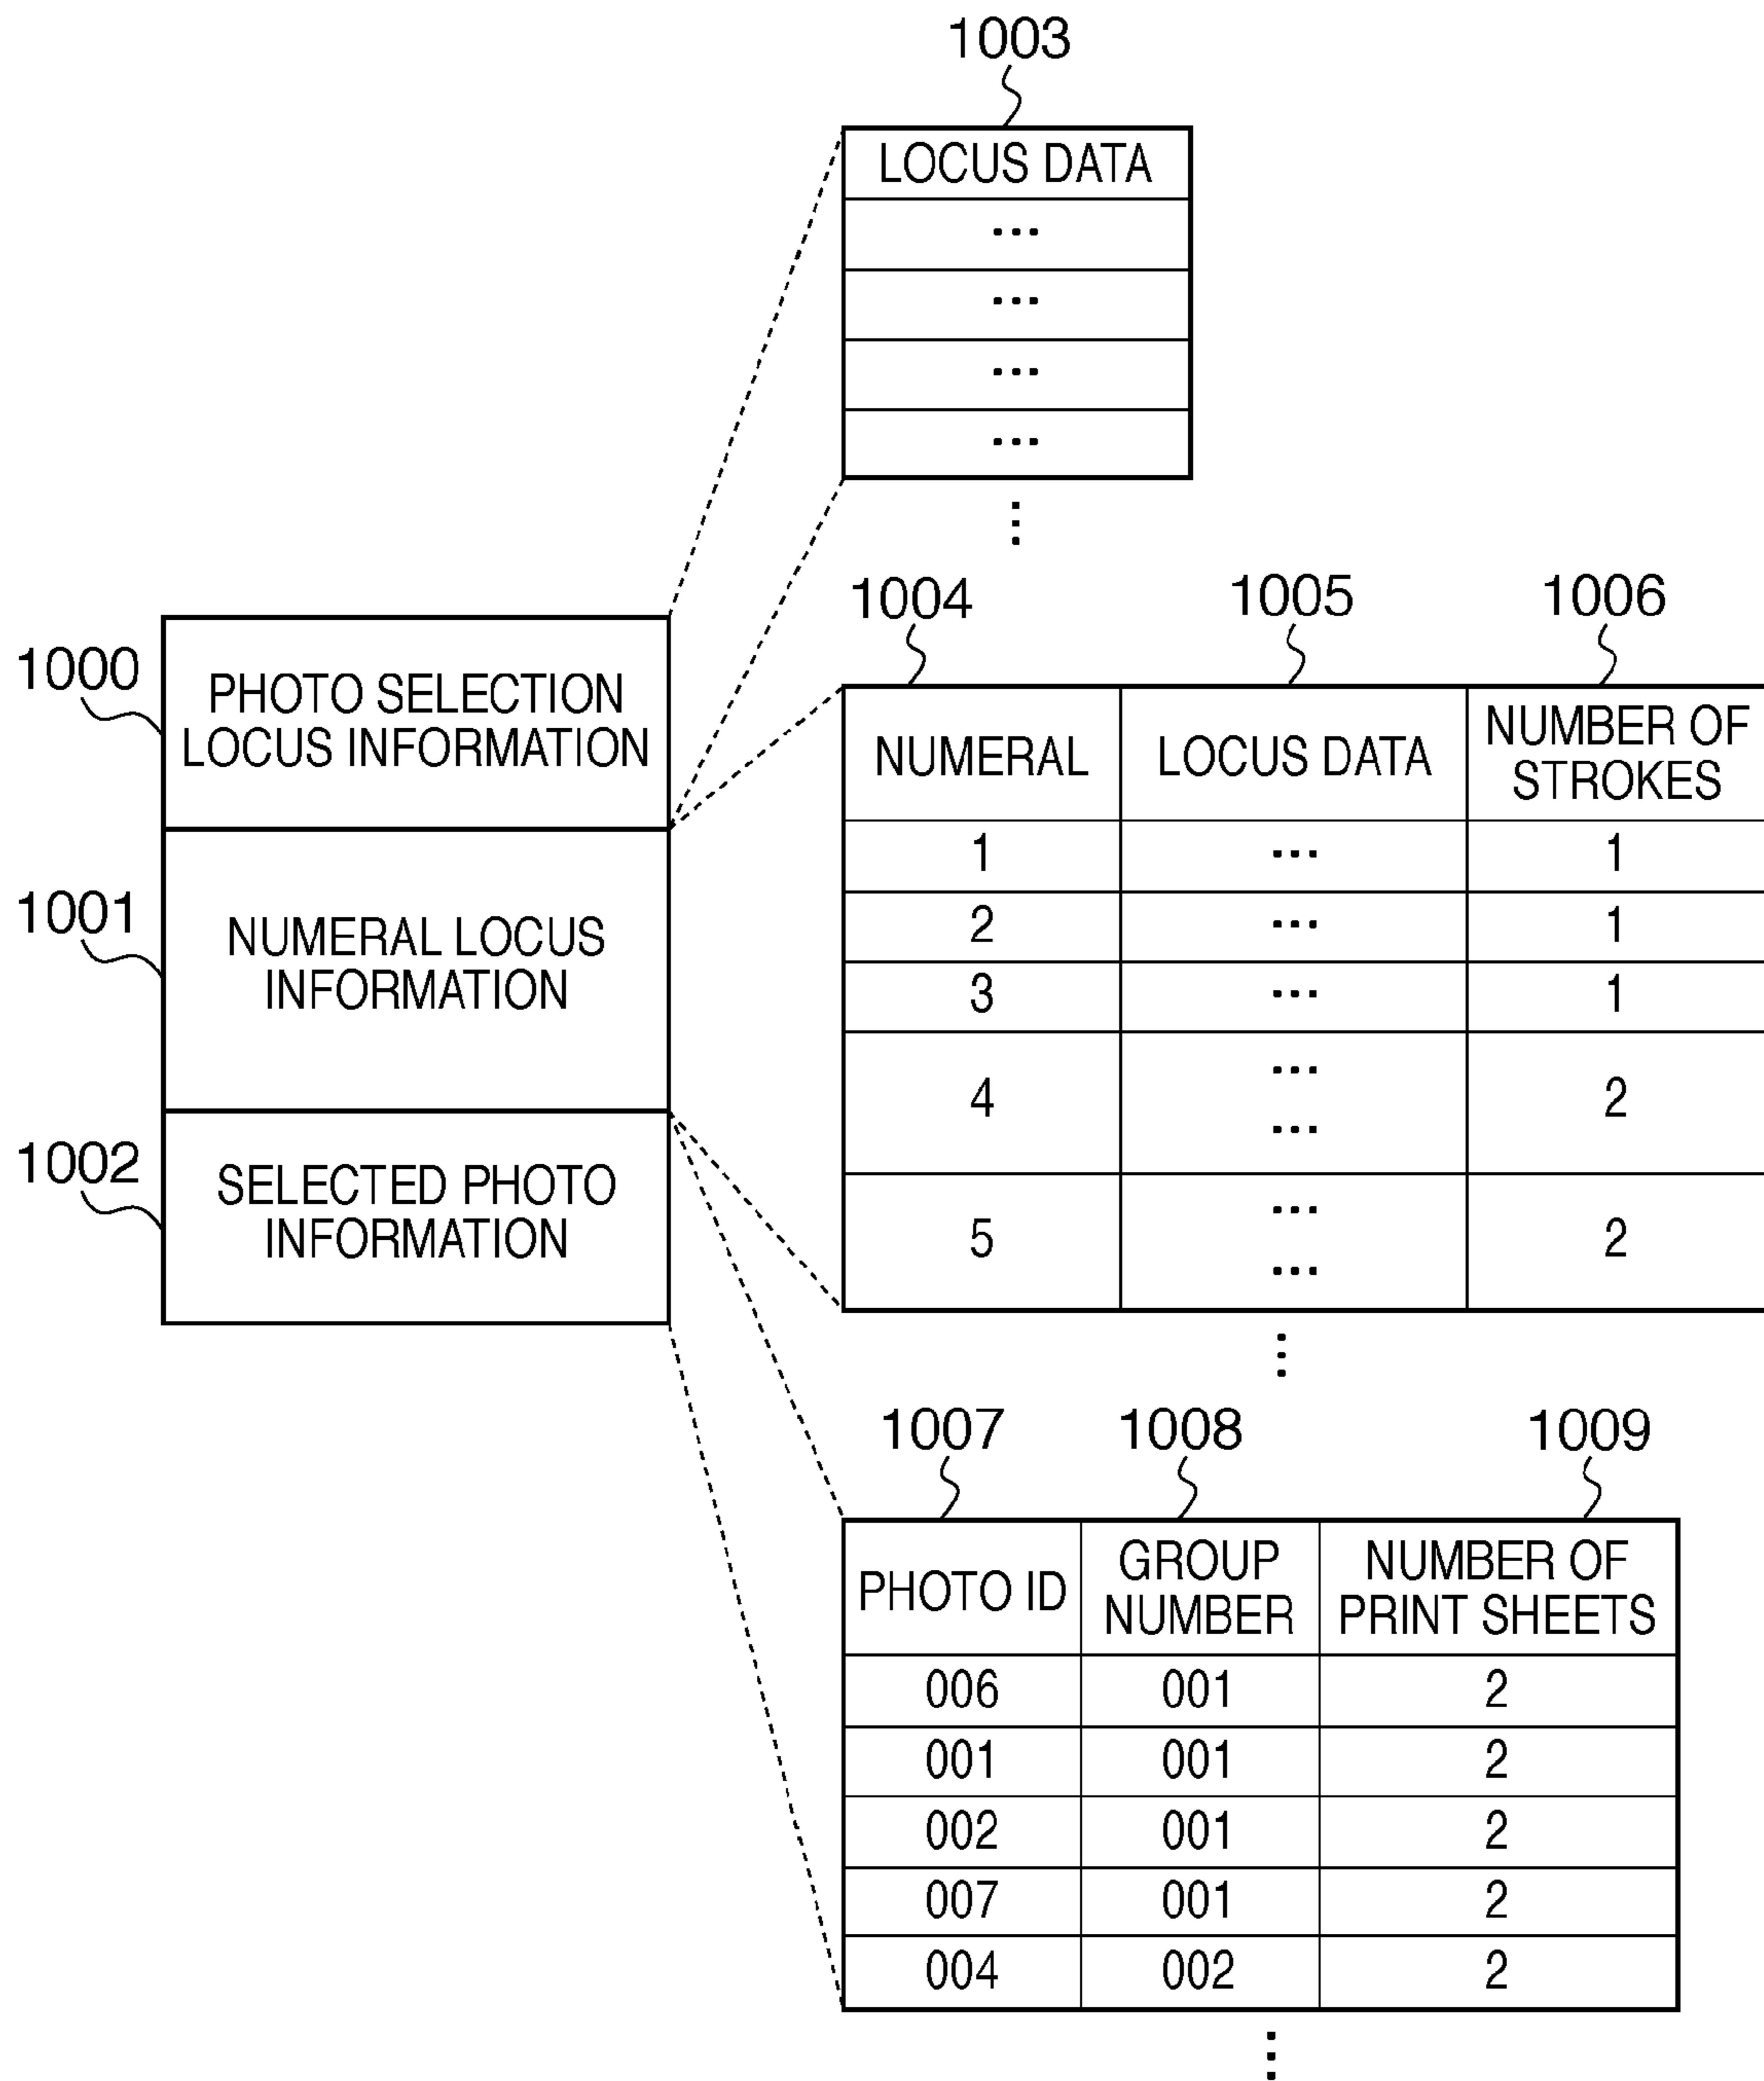 1003
LOCUS DATA
...
...
...
...
⋮
1000
PHOTO SELECTION
LOCUS INFORMATION
1001
NUMERAL LOCUS
INFORMATION
1002
SELECTED PHOTO
INFORMATION
1004 1005 1006
NUMERAL LOCUS DATA NUMBER OF STROKES
1 ... 1
2 ... 1
3 ... 1
4 ... ... 2
5 ... ... 2
⋮
1007 1008 1009
PHOTO ID GROUP NUMBER NUMBER OF PRINT SHEETS
006 001 2
001 001 2
002 001 2
007 001 2
004 002 2
⋮